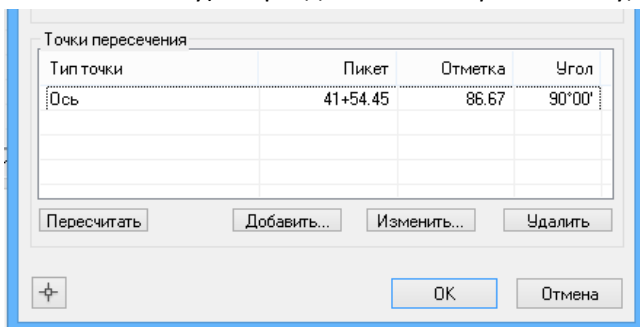 Точки пересечения
Тип точки Пикет Отметка Угол
Ось 41+54.45 86.67 90°00'
Пересчитать Добавить... Изменить... Удалить
OK Отмена